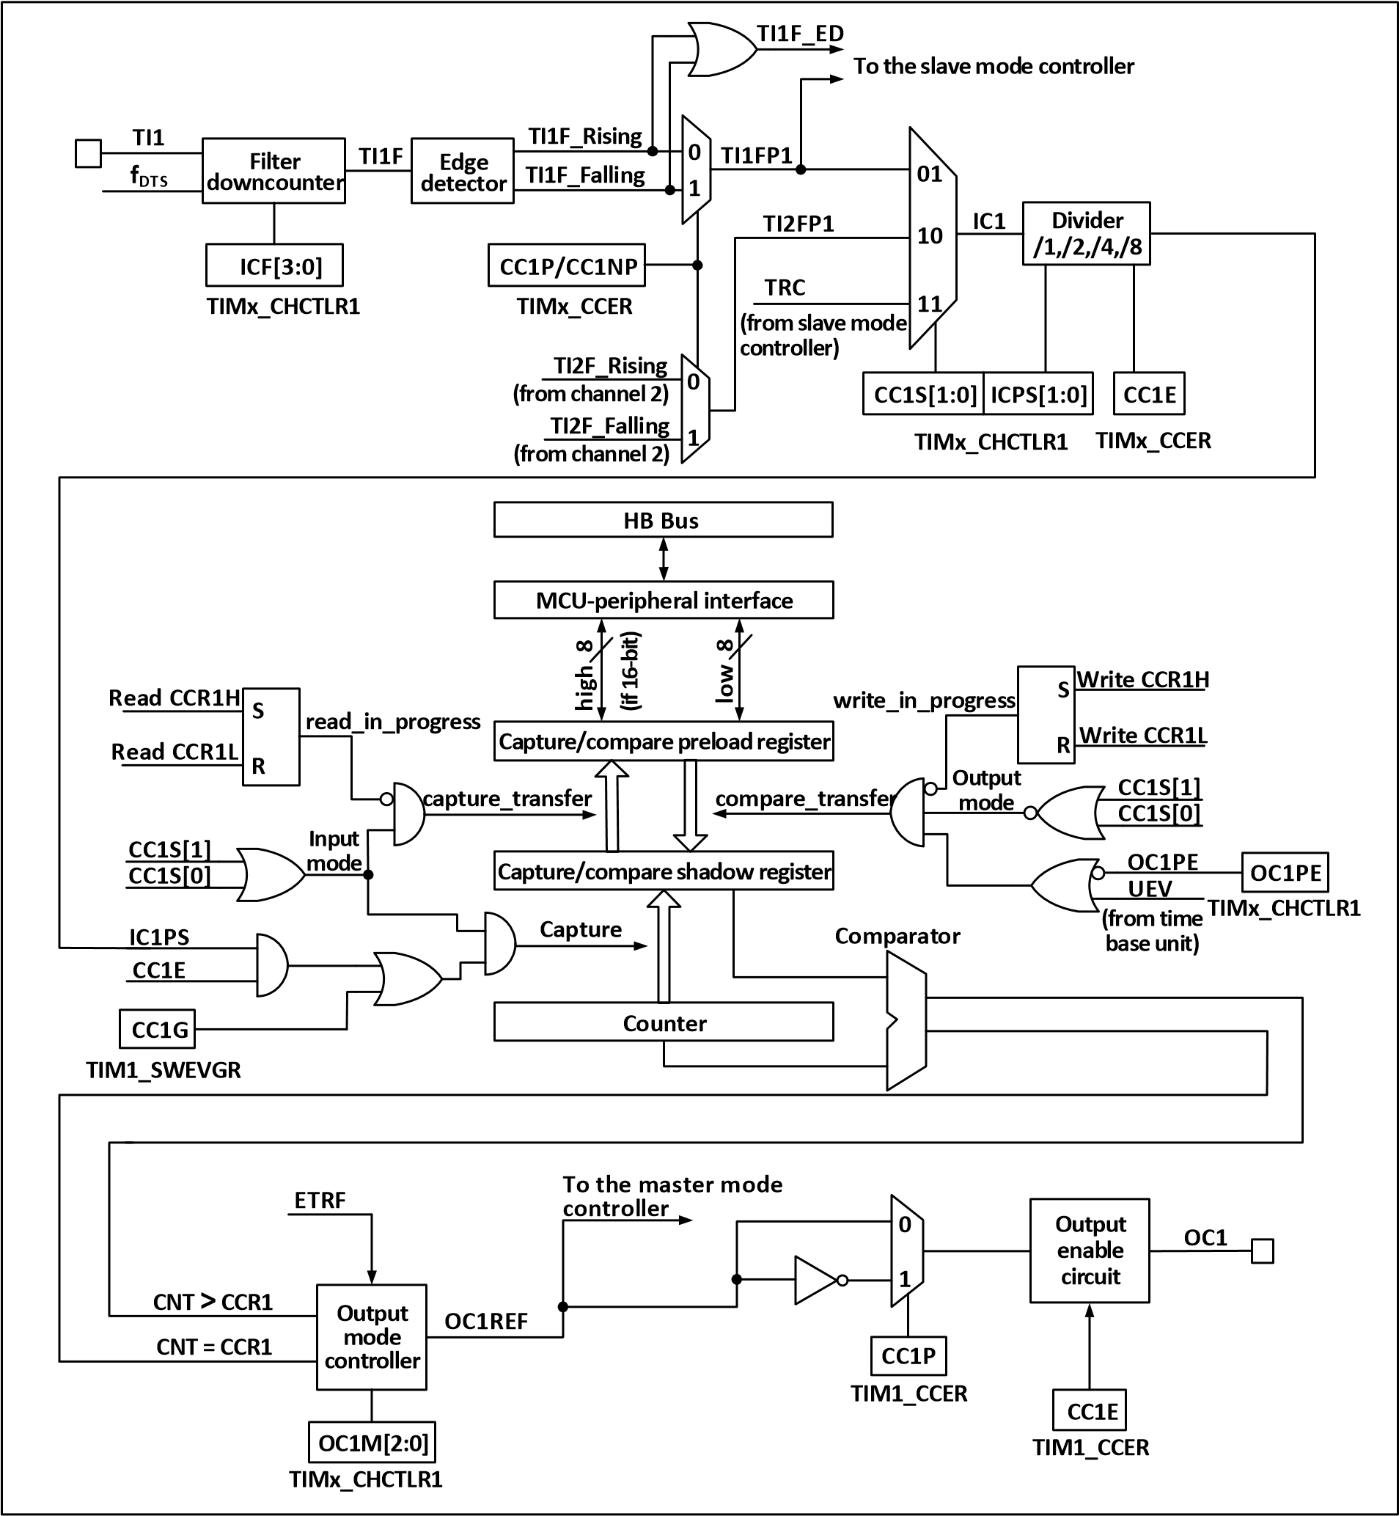 TI1F_ED
To the slave mode controller
TI1
fDTS
Filter
downcounter
TI1F
Edge
detector
TI1F_Rising
TI1F_Falling
0
1
TI1FP1
01
10
11
TI2FP1
TRC
(from slave mode
controller)
IC1
Divider
/1,/2,/4,/8
ICF[3:0]
TIMx_CHCTLR1
CC1P/CC1NP
TIMx_CCER
TI2F_Rising
(from channel 2)
TI2F_Falling
(from channel 2)
0
1
CC1S[1:0]
ICPS[1:0]
TIMx_CHCTLR1
CC1E
TIMx_CCER
HB Bus
MCU-peripheral interface
high 8
(if 16-bit)
low 8
Read CCR1H
Read CCR1L
S
R
read_in_progress
Capture/compare preload register
write_in_progress
S
R
Write CCR1H
Write CCR1L
capture_transfer
compare_transfer
Output
mode
CC1S[1]
CC1S[0]
CC1S[1]
CC1S[0]
Input
mode
Capture/compare shadow register
OC1PE
UEV
(from time
base unit)
OC1PE
TIMx_CHCTLR1
IC1PS
CC1E
CC1G
TIM1_SWEVGR
Capture
Counter
Comparator
ETRF
CNT > CCR1
CNT = CCR1
Output
mode
controller
OC1M[2:0]
TIMx_CHCTLR1
OC1REF
To the master mode
controller
0
1
CC1P
TIM1_CCER
Output
enable
circuit
OC1
CC1E
TIM1_CCER